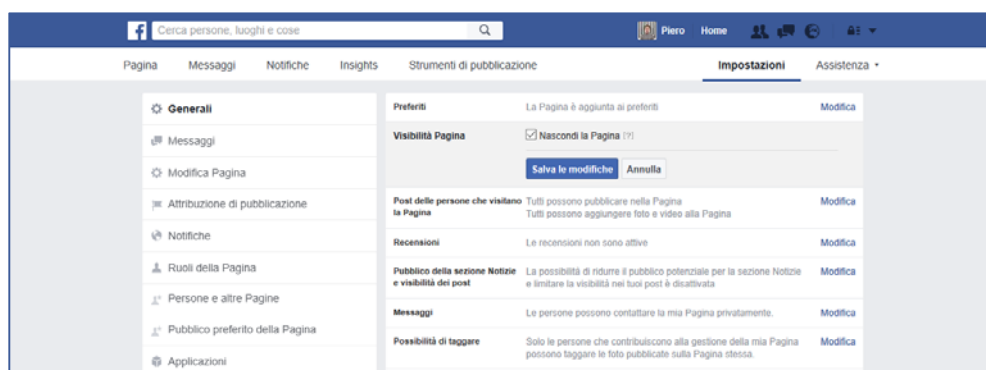 f Cerca persone, luoghi e cose Piero Home
Pagina Messaggi Notifiche Insights Strumenti di pubblicazione Impostazioni Assistenza
Generali
Messaggi
Modifica Pagina
Attribuzione di pubblicazione
Notifiche
Ruoli della Pagina
Persone e altre Pagine
Pubblico preferito della Pagina
Applicazioni
Preferiti La Pagina è aggiunta ai preferiti Modifica
Visibilità Pagina Nascondi la Pagina [?]
Salva le modifiche Annulla
Post delle persone che visitano Tutti possono pubblicare nella Pagina Modifica
la Pagina Tutti possono aggiungere foto e video alla Pagina
Recensioni Le recensioni non sono attive Modifica
Pubblico della sezione Notizie La possibilità di ridurre il pubblico potenziale per la sezione Notizie Modifica
e visibilità dei post e limitare la visibilità nei tuoi post è disattivata
Messaggi Le persone possono contattare la mia Pagina privatamente. Modifica
Possibilità di taggare Solo le persone che contribuiscono alla gestione della mia Pagina Modifica
possono taggare le foto pubblicate sulla Pagina stessa.